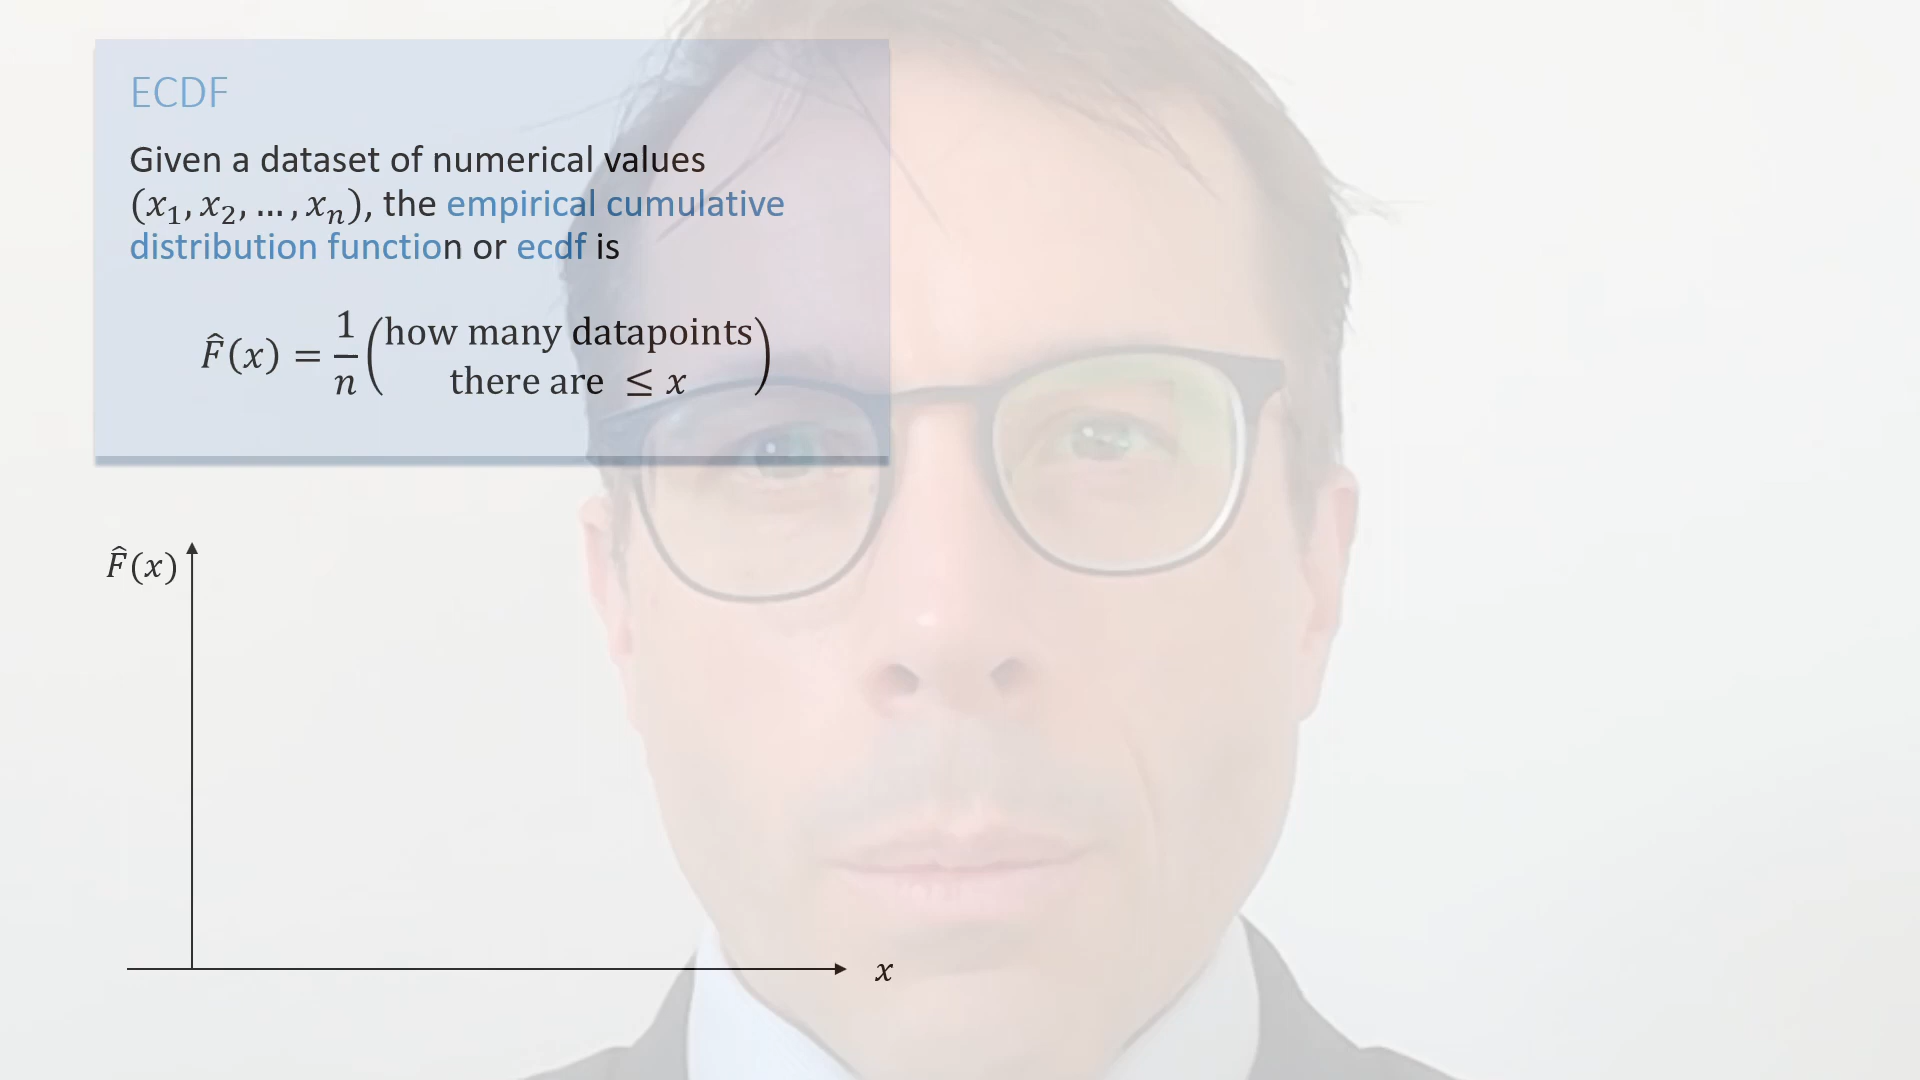 ECDF
Given a dataset of numerical values
(x₁, x₂, … , xₙ), the empirical cumulative
distribution function or ecdf is
F̂(x) = 1/n (how many datapoints there are ≤ x)
F̂(x)
x